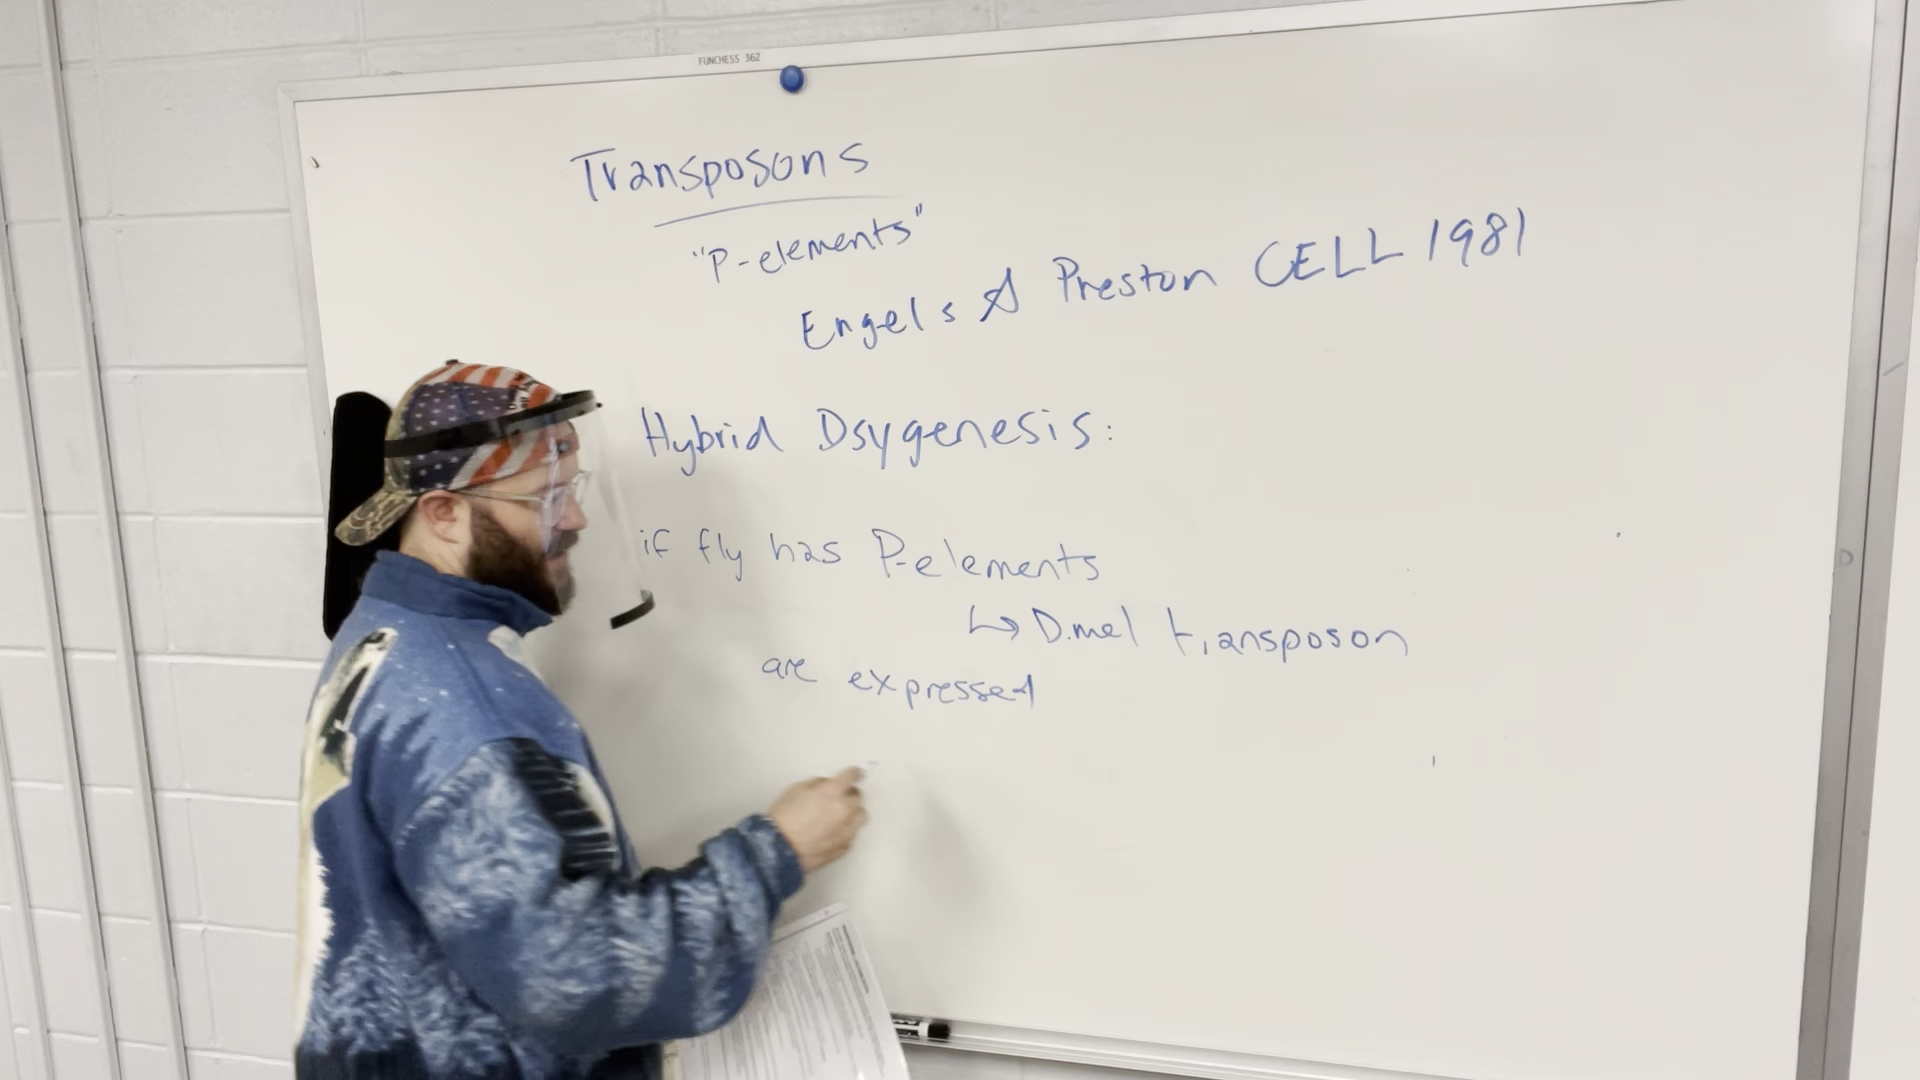 FUNCHESS 362
Transposons
"P-elements"
Engels & Preston CELL 1981
Hybrid Dsygenesis:
if fly has P-elements
↳ D.mel transposon
are expressed